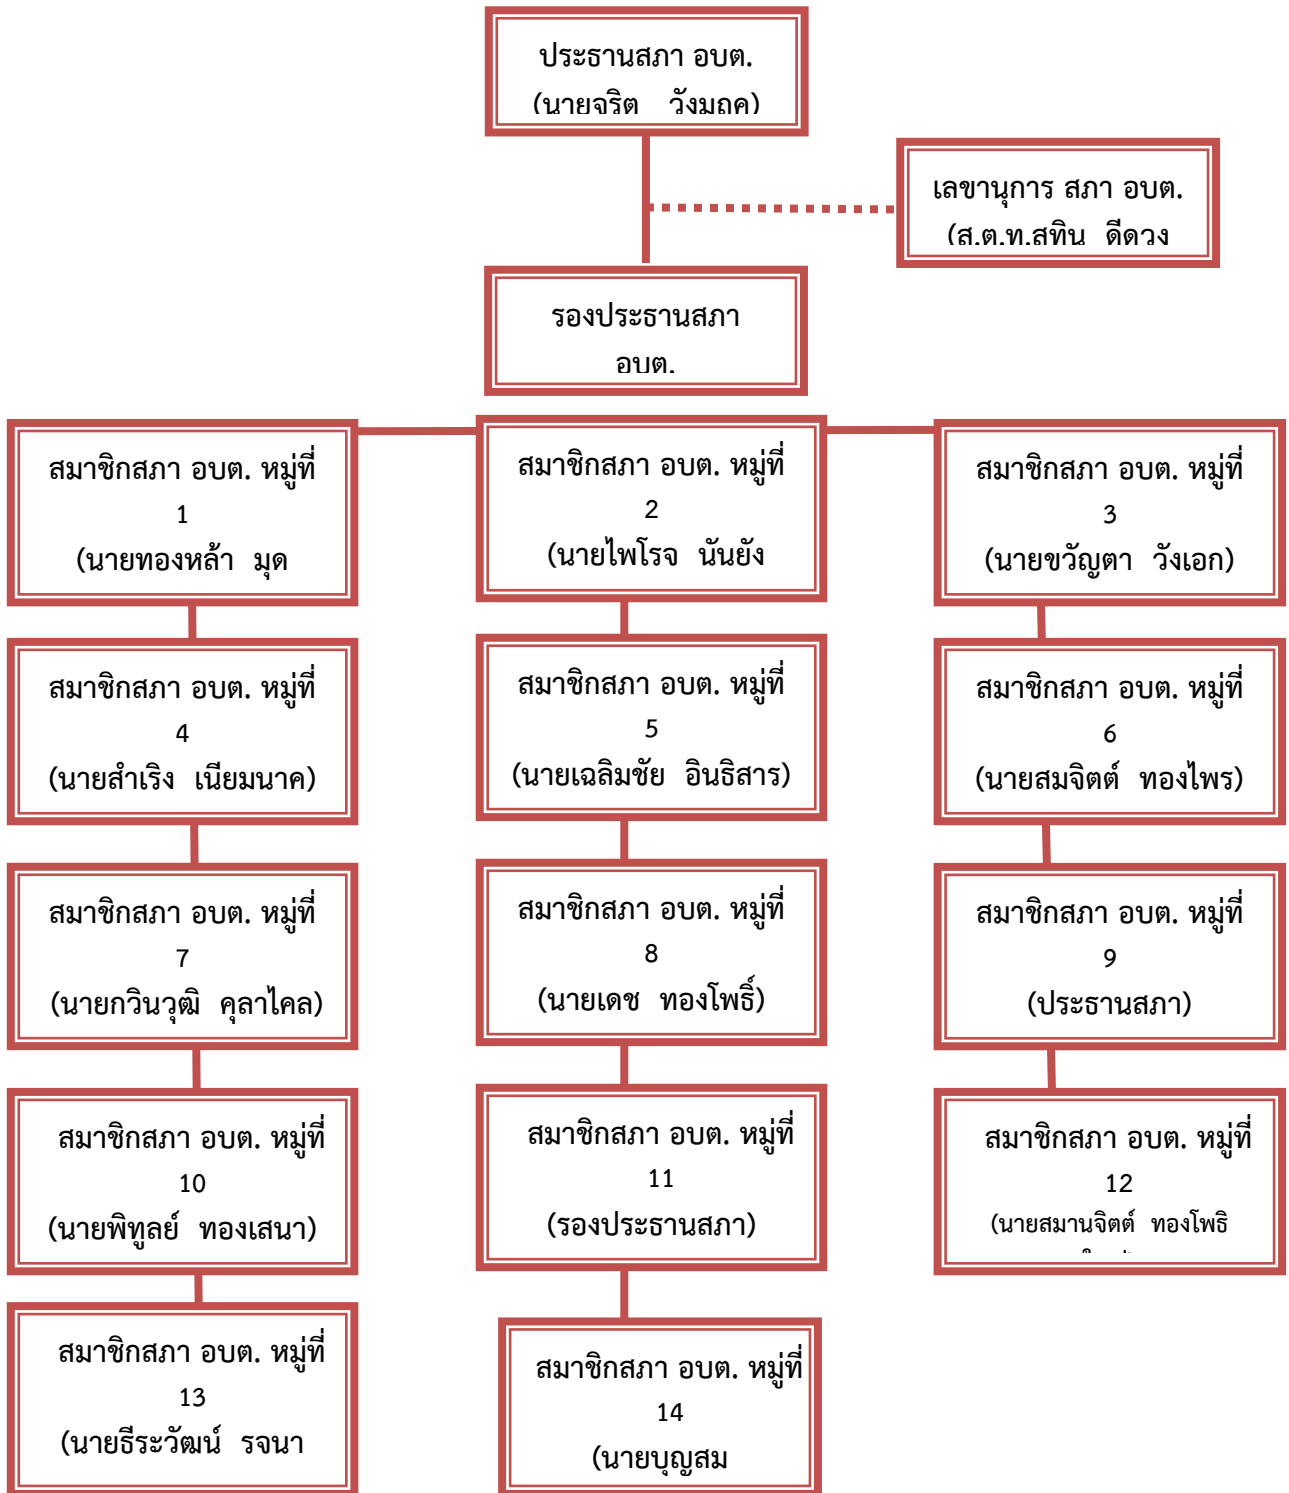 ประธานสภา อบต.
(นายจริต วังมฤค)
เลขานุการ สภา อบต.
(ส.ต.ท.สทิน ดีดวง
รองประธานสภา
อบต.
สมาชิกสภา อบต. หมู่ที่
1
(นายทองหล้า มุด
สมาชิกสภา อบต. หมู่ที่
2
(นายไพโรจ นันยัง
สมาชิกสภา อบต. หมู่ที่
3
(นายขวัญตา วังเอก)
สมาชิกสภา อบต. หมู่ที่
4
(นายสำเริง เนียมนาค)
สมาชิกสภา อบต. หมู่ที่
5
(นายเฉลิมชัย อินธิสาร)
สมาชิกสภา อบต. หมู่ที่
6
(นายสมจิตต์ ทองไพร)
สมาชิกสภา อบต. หมู่ที่
7
(นายกวินวุฒิ คุลาไคล)
สมาชิกสภา อบต. หมู่ที่
8
(นายเดช ทองโพธิ์)
สมาชิกสภา อบต. หมู่ที่
9
(ประธานสภา)
สมาชิกสภา อบต. หมู่ที่
10
(นายพิทูลย์ ทองเสนา)
สมาชิกสภา อบต. หมู่ที่
11
(รองประธานสภา)
สมาชิกสภา อบต. หมู่ที่
12
(นายสมานจิตต์ ทองโพธิ
สมาชิกสภา อบต. หมู่ที่
13
(นายธีระวัฒน์ รจนา
สมาชิกสภา อบต. หมู่ที่
14
(นายบุญสม